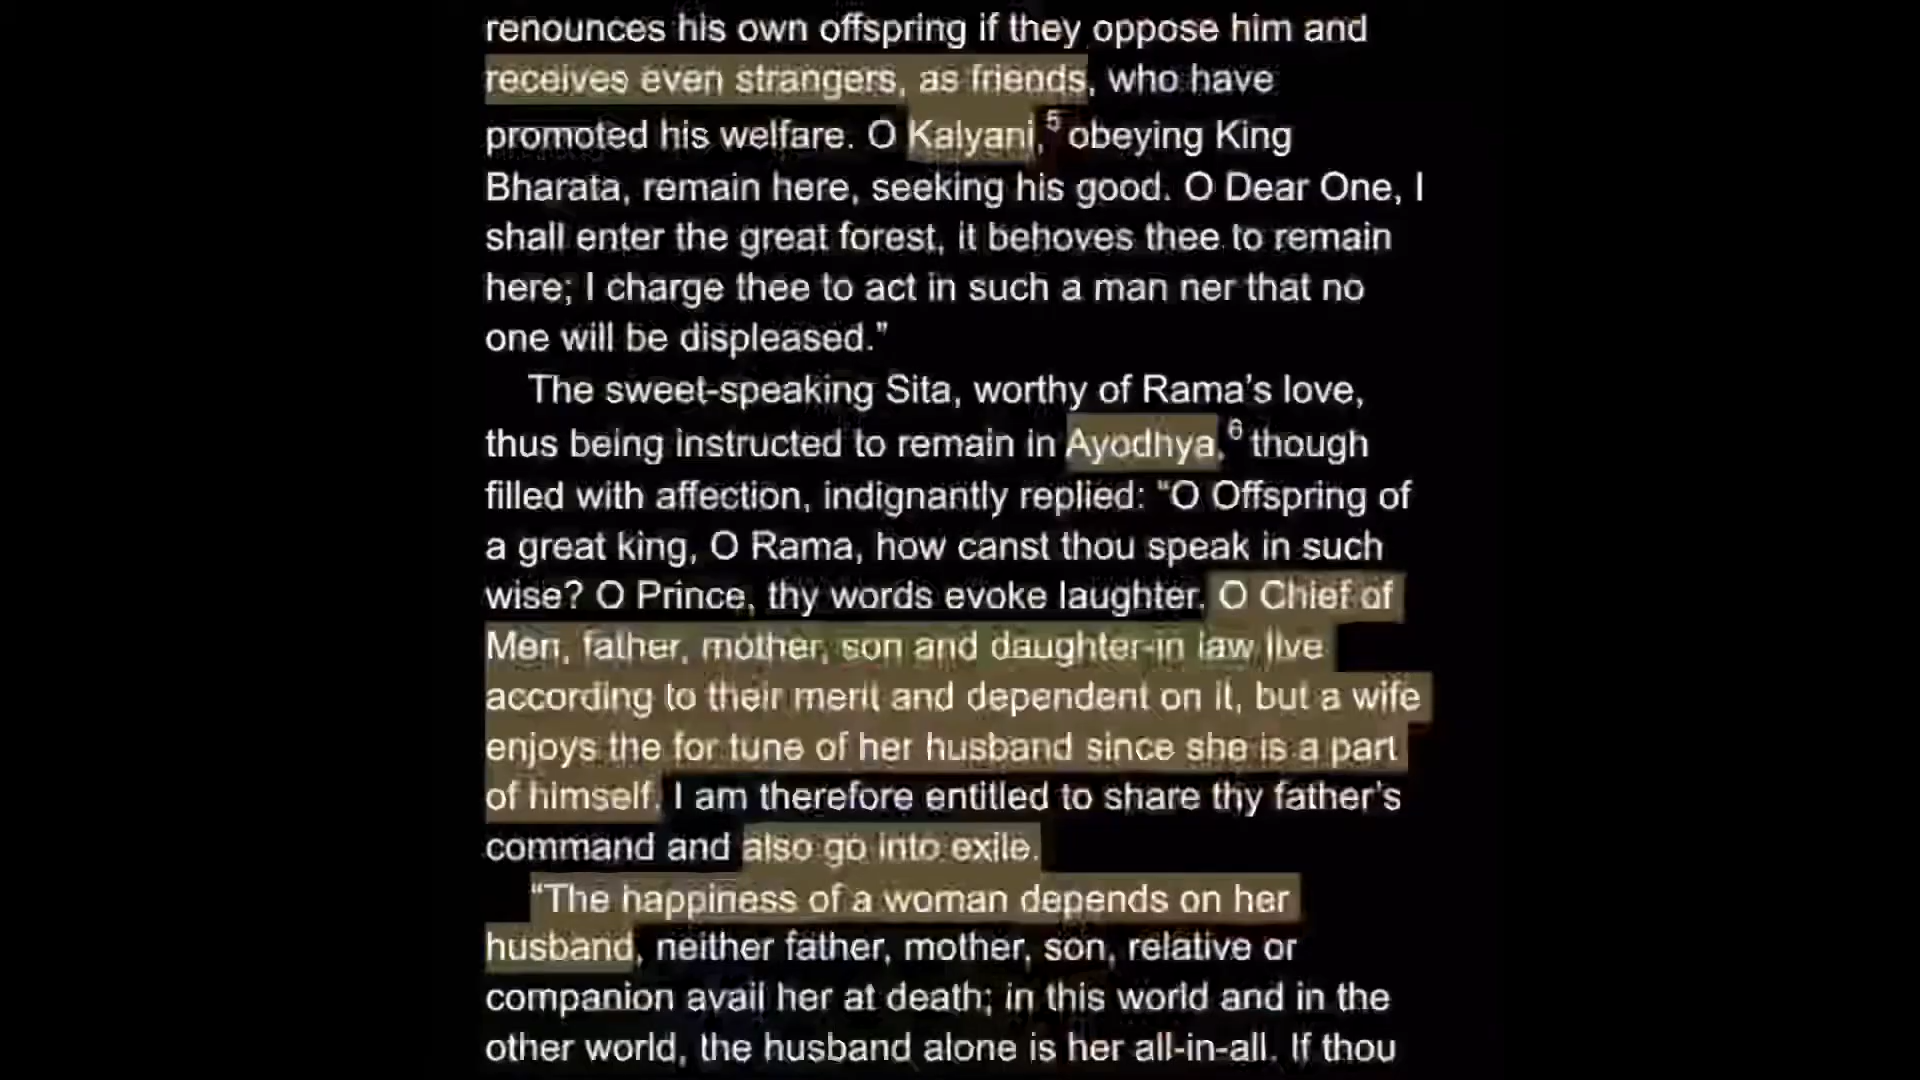 renounces his own offspring if they oppose him and
receives even strangers, as friends, who have
promoted his welfare. O Kalyani,5 obeying King
Bharata, remain here, seeking his good. O Dear One, I
shall enter the great forest, it behoves thee to remain
here; I charge thee to act in such a man ner that no
one will be displeased.”
The sweet-speaking Sita, worthy of Rama’s love,
thus being instructed to remain in Ayodhya,6 though
filled with affection, indignantly replied: “O Offspring of
a great king, O Rama, how canst thou speak in such
wise? O Prince, thy words evoke laughter. O Chief of
Men, father, mother, son and daughter-in law live
according to their merit and dependent on it, but a wife
enjoys the for tune of her husband since she is a part
of himself. I am therefore entitled to share thy father’s
command and also go into exile.
“The happiness of a woman depends on her
husband, neither father, mother, son, relative or
companion avail her at death; in this world and in the
other world, the husband alone is her all-in-all. If thou